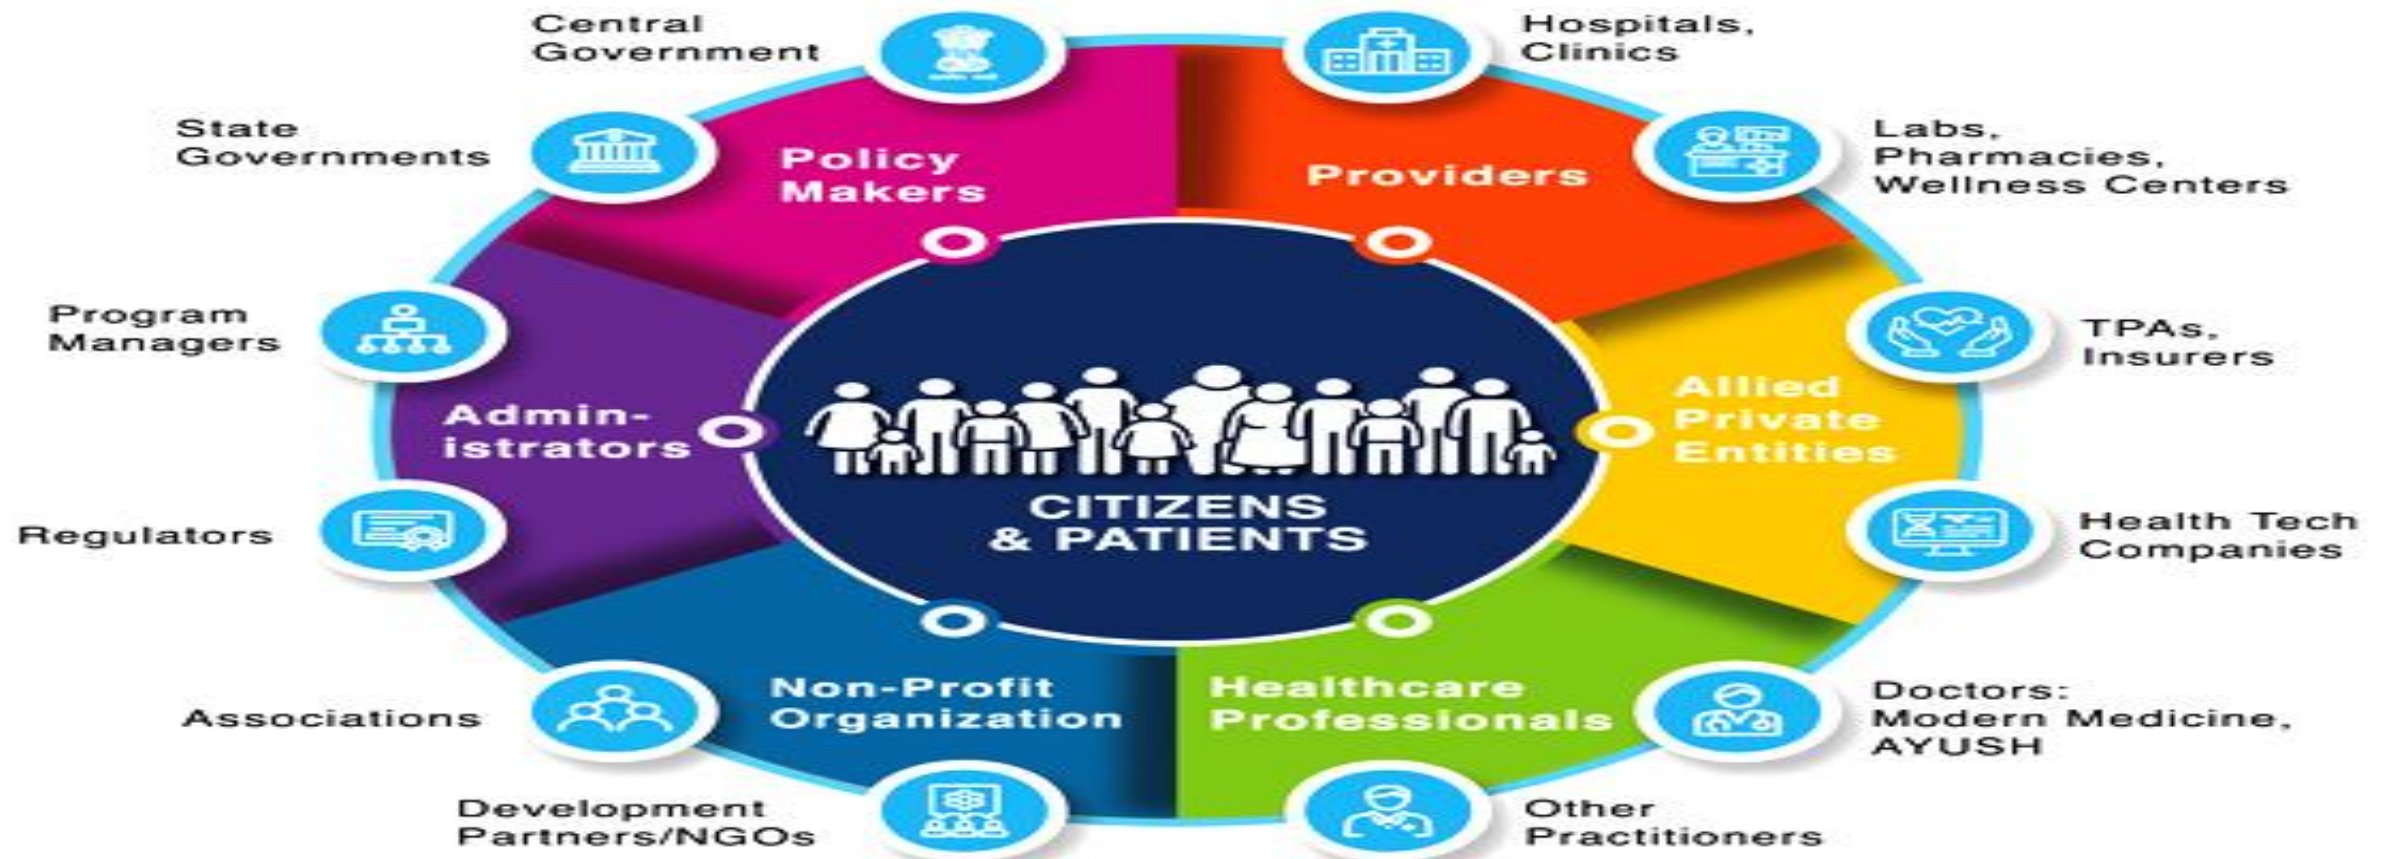 Central
Government
Hospitals,
Clinics
State
Governments
Labs,
Pharmacies,
Wellness Centers
Policy
Makers
Providers
Program
Managers
TPAs,
Insurers
Admin-
istrators
Allied
Private
Entities
CITIZENS
& PATIENTS
Regulators
Health Tech
Companies
Non-Profit
Organization
Healthcare
Professionals
Associations
Doctors:
Modern Medicine,
AYUSH
Development
Partners/NGOs
Other
Practitioners